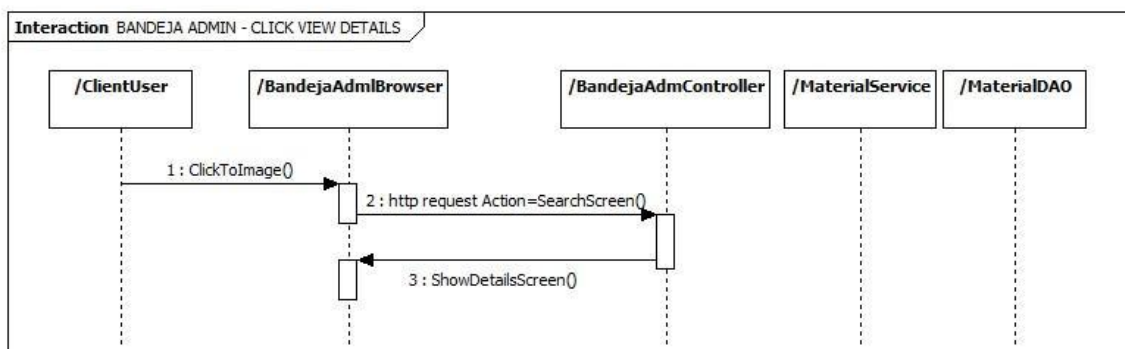 Interaction BANDEJA ADMIN - CLICK VIEW DETAILS
/ClientUser
/BandejaAdmlBrowser
/BandejaAdmController
/MaterialService
/MaterialDAO
1 : ClickToImage()
2 : http request Action=SearchScreen()
3 : ShowDetailsScreen()